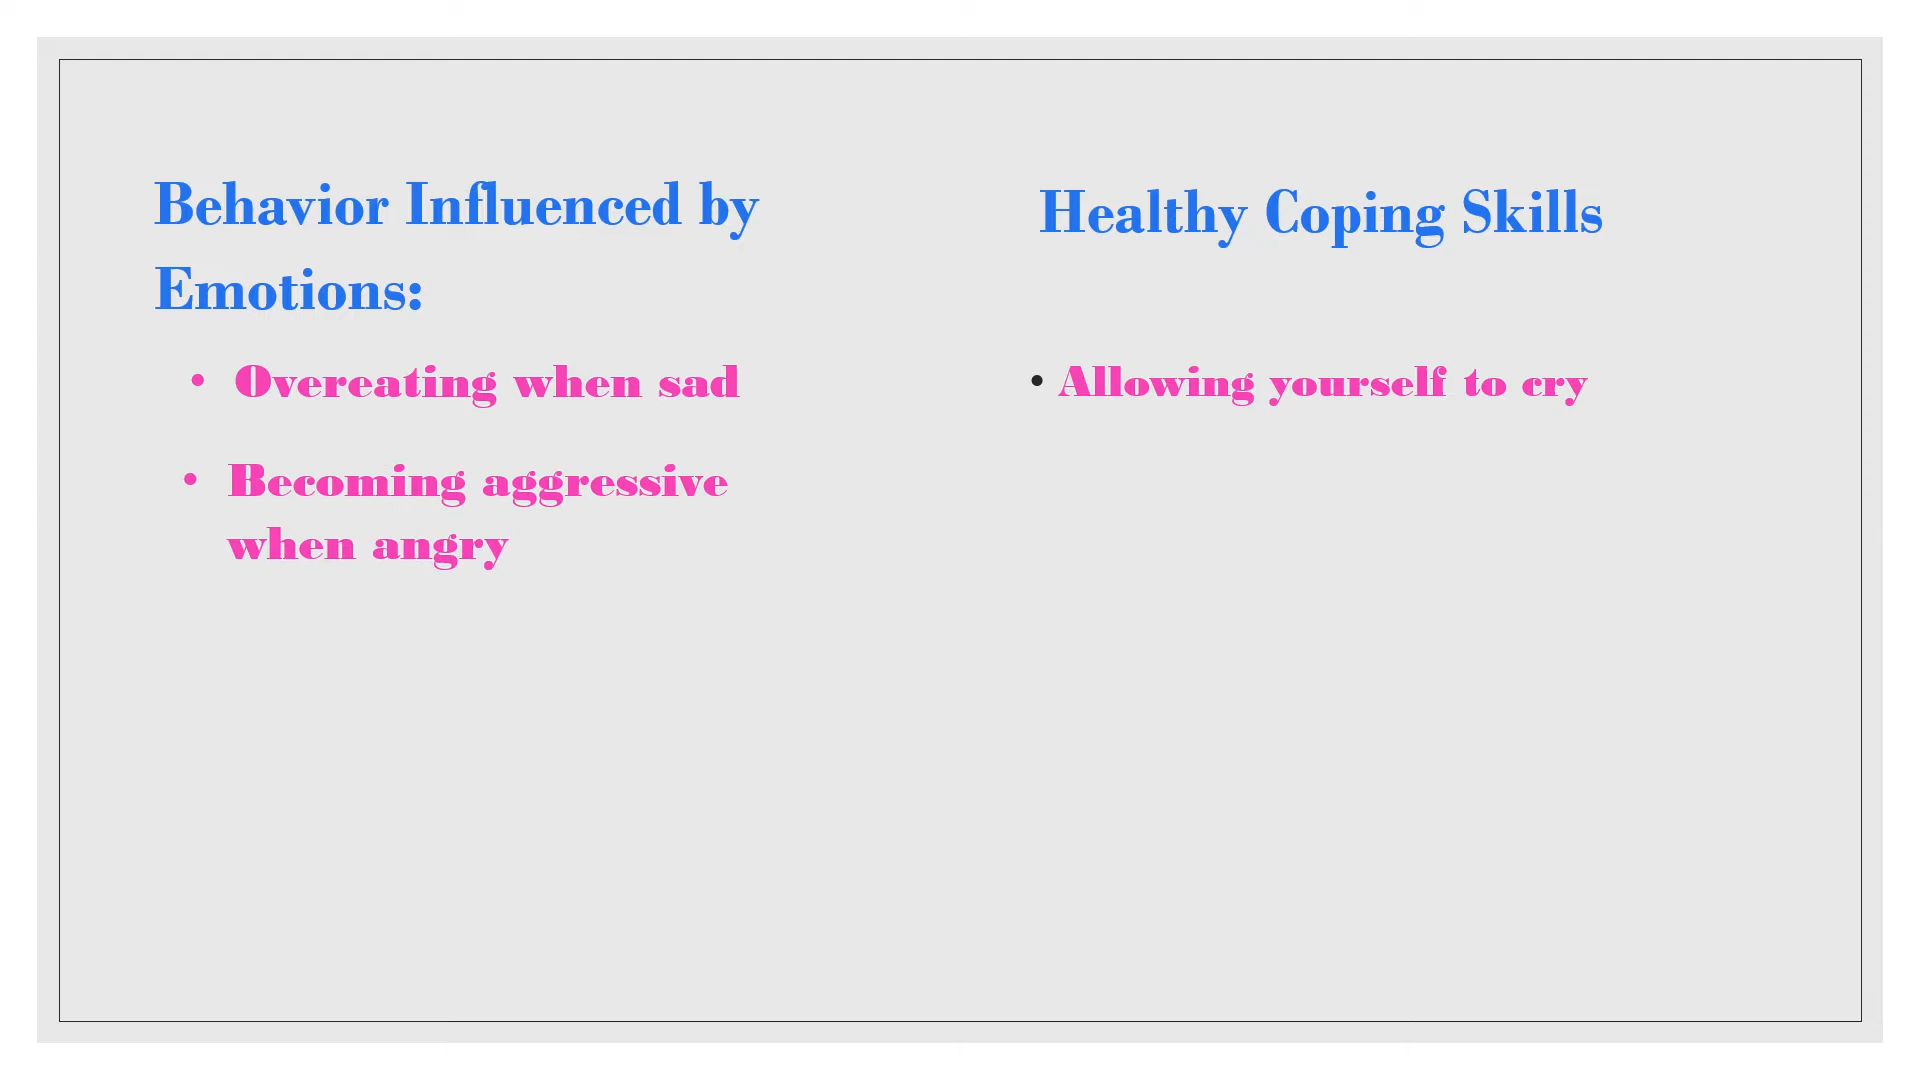 Behavior Influenced by
Emotions:
• Overeating when sad
• Becoming aggressive
when angry
Healthy Coping Skills
• Allowing yourself to cry